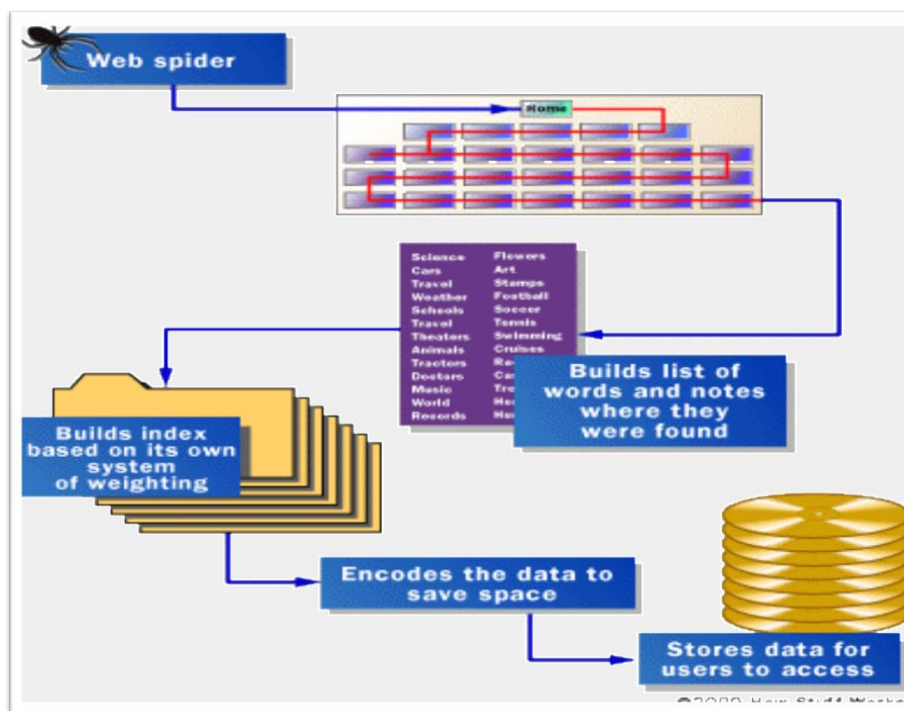 Web spider
Home
Science Flowers
Cars Art
Travel Stamps
Weather Football
Schools Soccer
Travel Tennis
Theaters Swimming
Animals Cruises
Tractors
Doctors
Music
World
Records
Builds list of
words and notes
where they
were found
Builds index
based on its own
system
of weighting
Encodes the data to
save space
Stores data for
users to access